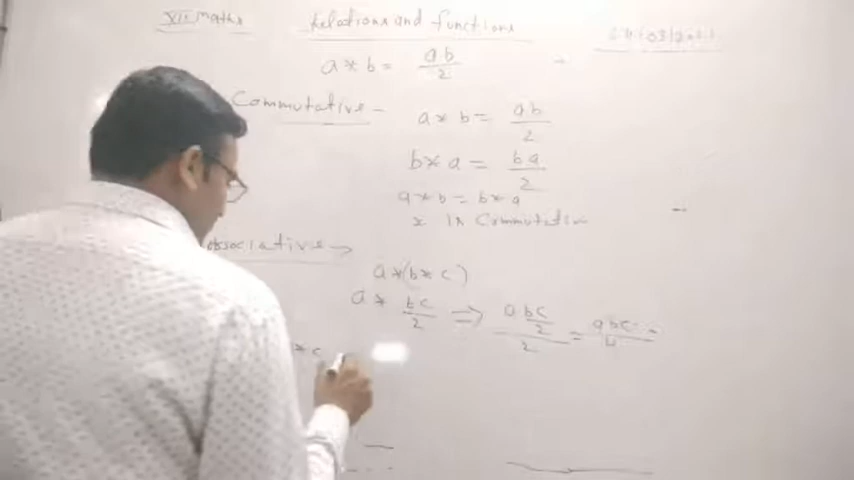 XII Maths
Relations and functions
a * b = ab/2
Commutative -
a * b = ab/2
b * a = ba/2
a * b = b * a
* is Commutative
Associative →
a * (b * c)
a * bc/2 ⇒ (a bc/2)/2 = abc/4
* c